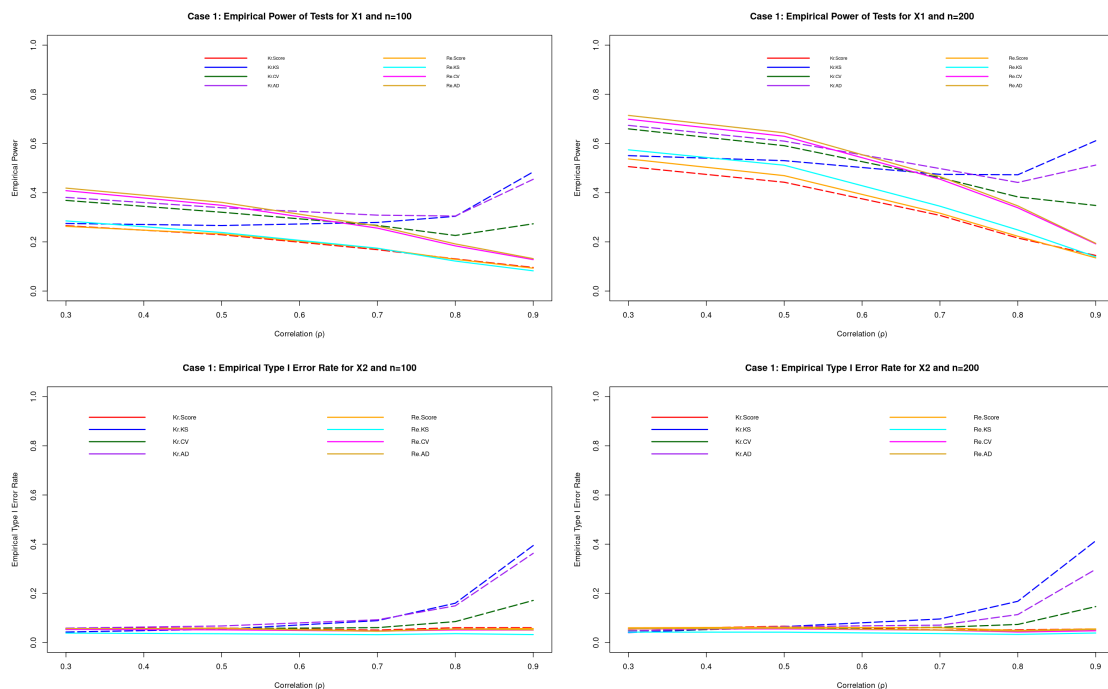 Case 1: Empirical Power of Tests for X1 and n=100
Empirical Power
1.0
0.8
0.6
0.4
0.2
0.0
Kr.Score
Kr.KS
Kr.CV
Kr.AD
Re.Score
Re.KS
Re.CV
Re.AD
0.3 0.4 0.5 0.6 0.7 0.8 0.9
Correlation (ρ)
Case 1: Empirical Power of Tests for X1 and n=200
Empirical Power
1.0
0.8
0.6
0.4
0.2
0.0
Kr.Score
Kr.KS
Kr.CV
Kr.AD
Re.Score
Re.KS
Re.CV
Re.AD
0.3 0.4 0.5 0.6 0.7 0.8 0.9
Correlation (ρ)
Case 1: Empirical Type I Error Rate for X2 and n=100
Empirical Type I Error Rate
1.0
0.8
0.6
0.4
0.2
0.0
Kr.Score
Kr.KS
Kr.CV
Kr.AD
Re.Score
Re.KS
Re.CV
Re.AD
0.3 0.4 0.5 0.6 0.7 0.8 0.9
Correlation (ρ)
Case 1: Empirical Type I Error Rate for X2 and n=200
Empirical Type I Error Rate
1.0
0.8
0.6
0.4
0.2
0.0
Kr.Score
Kr.KS
Kr.CV
Kr.AD
Re.Score
Re.KS
Re.CV
Re.AD
0.3 0.4 0.5 0.6 0.7 0.8 0.9
Correlation (ρ)